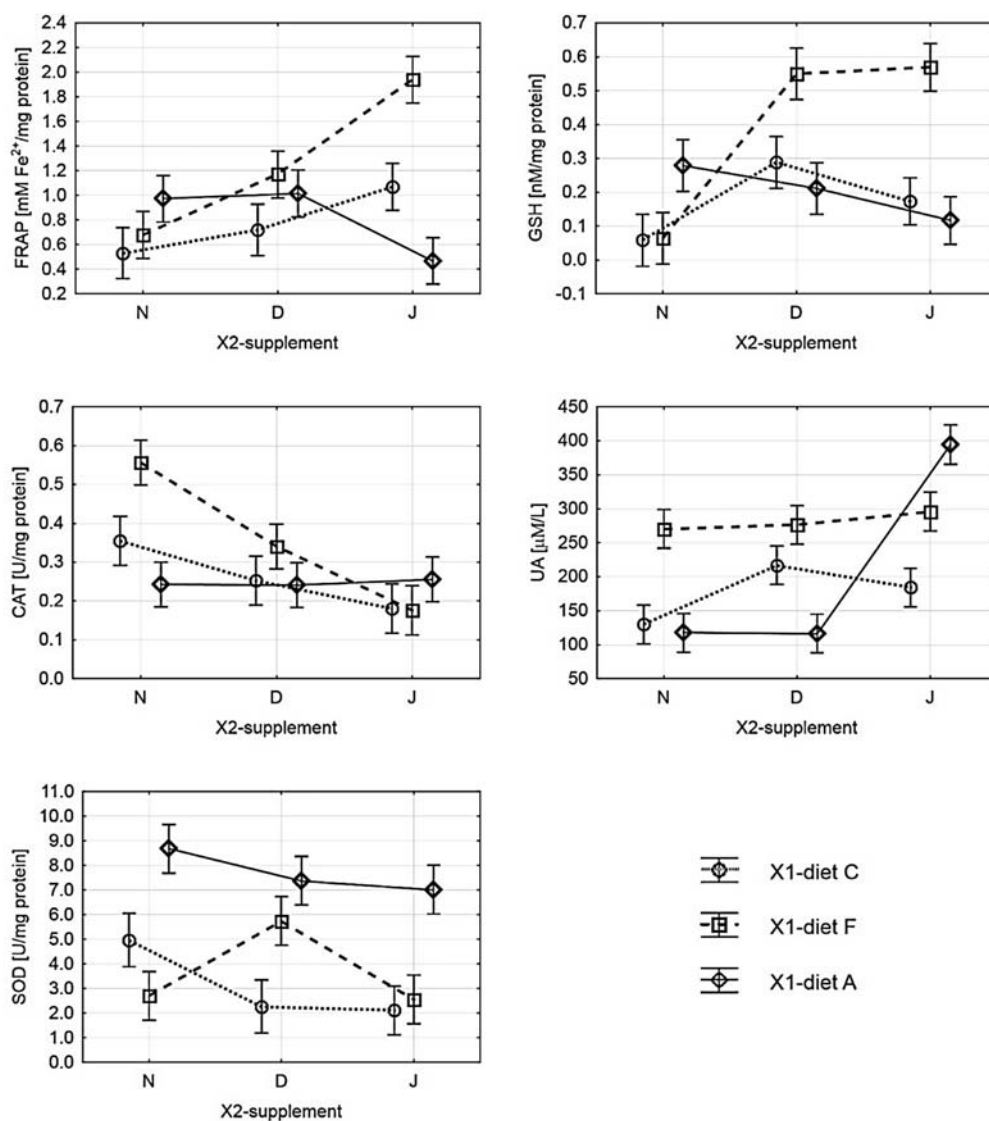 2.4
2.2
2.0
1.8
1.6
1.4
1.2
1.0
0.8
0.6
0.4
0.2
FRAP [mM Fe²⁺/mg protein]
N D J
X2-supplement
0.7
0.6
0.5
0.4
0.3
0.2
0.1
0.0
-0.1
GSH [nM/mg protein]
N D J
X2-supplement
0.7
0.6
0.5
0.4
0.3
0.2
0.1
0.0
CAT [U/mg protein]
N D J
X2-supplement
450
400
350
300
250
200
150
100
50
UA [µM/L]
N D J
X2-supplement
11.0
10.0
9.0
8.0
7.0
6.0
5.0
4.0
3.0
2.0
1.0
0.0
SOD [U/mg protein]
N D J
X2-supplement
X1-diet C
X1-diet F
X1-diet A